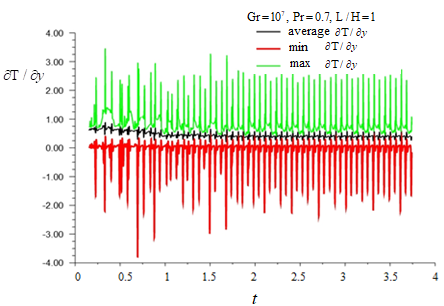 Gr=10⁷, Pr=0.7, L/H=1
average ∂T/∂y
min ∂T/∂y
max ∂T/∂y
∂T/∂y
4.00
3.00
2.00
1.00
0.00
-1.00
-2.00
-3.00
-4.00
0 0.5 1 1.5 2 2.5 3 3.5 4
t